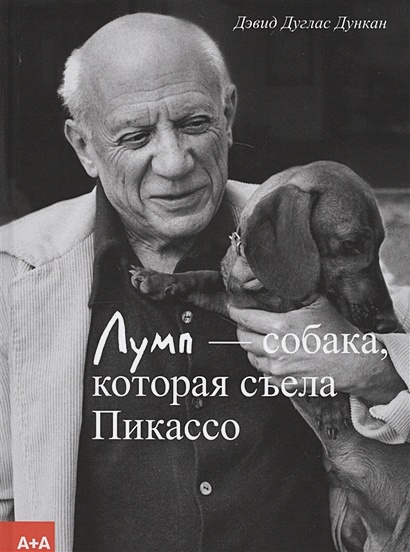 Дэвид Дуглас Дункан
Лумп — собака,
которая съела
Пикассо
A+A